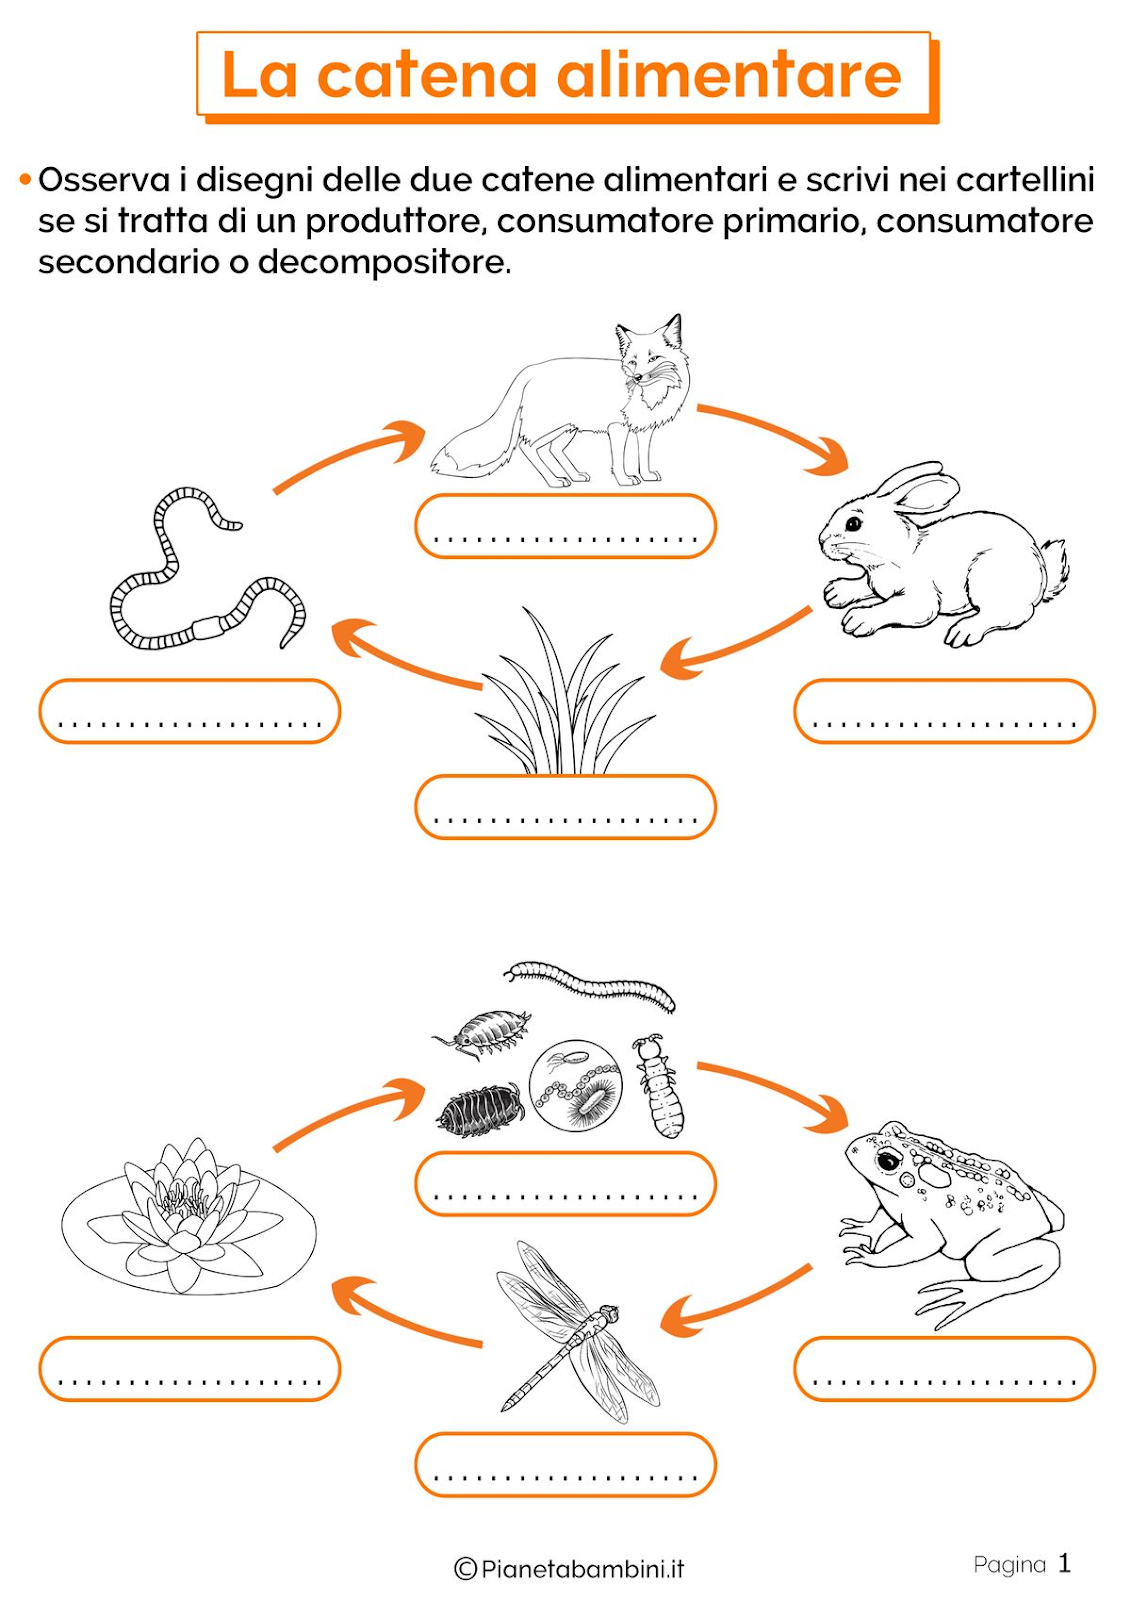 La catena alimentare
• Osserva i disegni delle due catene alimentari e scrivi nei cartellini
se si tratta di un produttore, consumatore primario, consumatore
secondario o decompositore.
...................
...................
...................
...................
...................
...................
...................
...................
©Pianetabambini.it
Pagina 1